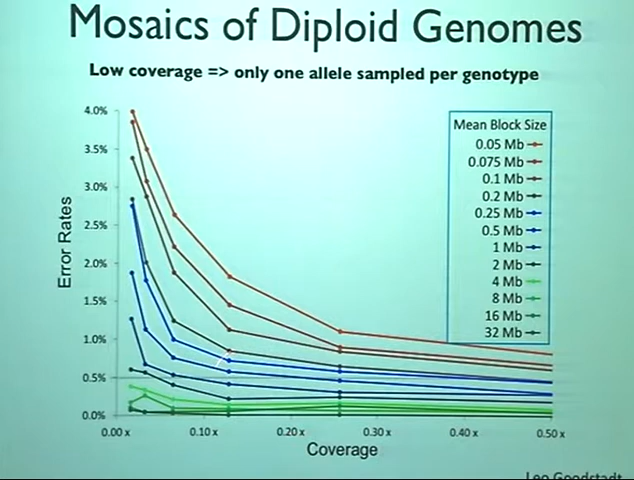 Mosaics of Diploid Genomes
Low coverage => only one allele sampled per genotype
4.0%
3.5%
3.0%
2.5%
2.0%
1.5%
1.0%
0.5%
0.0%
Error Rates
Mean Block Size
0.05 Mb
0.075 Mb
0.1 Mb
0.2 Mb
0.25 Mb
0.5 Mb
1 Mb
2 Mb
4 Mb
8 Mb
16 Mb
32 Mb
0.00 x 0.10 x 0.20 x 0.30 x 0.40 x 0.50 x
Coverage
Leo Goodstadt